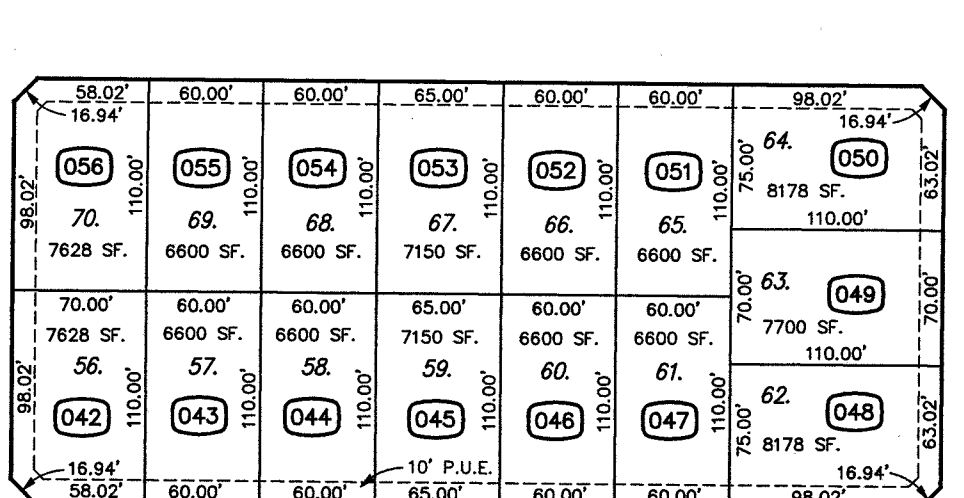 58.02' 60.00' 60.00' 65.00' 60.00' 60.00' 98.02'
16.94' 16.94'
056 055 054 053 052 051 64. 050
98.02' 110.00' 110.00' 110.00' 110.00' 110.00' 110.00' 75.00' 63.02'
8178 SF.
70. 69. 68. 67. 66. 65. 110.00'
7628 SF. 6600 SF. 6600 SF. 7150 SF. 6600 SF. 6600 SF.
63. 049
70.00' 70.00'
70.00' 60.00' 60.00' 65.00' 60.00' 60.00'
7628 SF. 6600 SF. 6600 SF. 7150 SF. 6600 SF. 6600 SF. 7700 SF.
110.00'
56. 57. 58. 59. 60. 61.
98.02' 110.00' 110.00' 110.00' 110.00' 110.00' 110.00' 75.00' 63.02'
62. 048
042 043 044 045 046 047
8178 SF.
16.94' 10' P.U.E. 16.94'
58.02' 60.00' 60.00' 65.00' 60.00' 60.00' 98.02'